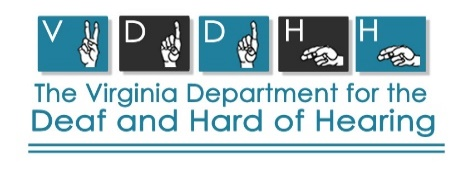 V D D H H
The Virginia Department for the
Deaf and Hard of Hearing